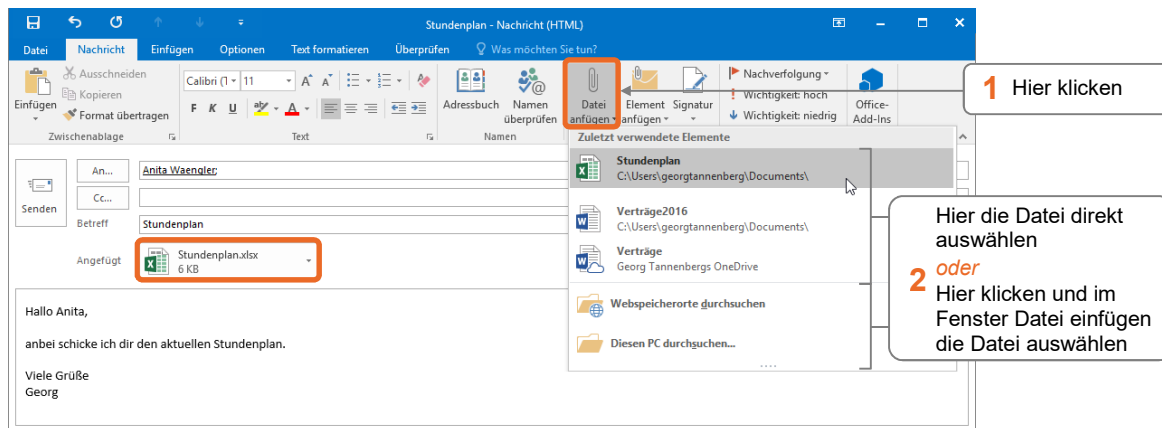 Stundenplan - Nachricht (HTML)
Datei Nachricht Einfügen Optionen Text formatieren Überprüfen Was möchten Sie tun?
Einfügen
Ausschneiden
Kopieren
Format übertragen
Zwischenablage
Calibri (T 11
F K U
Text
Adressbuch
Namen überprüfen
Namen
Datei anfügen
Element anfügen
Signatur
Nachverfolgung
Wichtigkeit: hoch
Wichtigkeit: niedrig
Office-Add-Ins
1 Hier klicken
Zuletzt verwendete Elemente
Stundenplan
C:\Users\georgtannenberg\Documents\
Verträge2016
C:\Users\georgtannenberg\Documents\
Verträge
Georg Tannenbergs OneDrive
Webspeicherorte durchsuchen
Diesen PC durchsuchen...
2
Hier die Datei direkt
auswählen
oder
Hier klicken und im
Fenster Datei einfügen
die Datei auswählen
Senden
An... Anita Waengler;
Cc...
Betreff Stundenplan
Angefügt
Stundenplan.xlsx
6 KB
Hallo Anita,
anbei schicke ich dir den aktuellen Stundenplan.
Viele Grüße
Georg